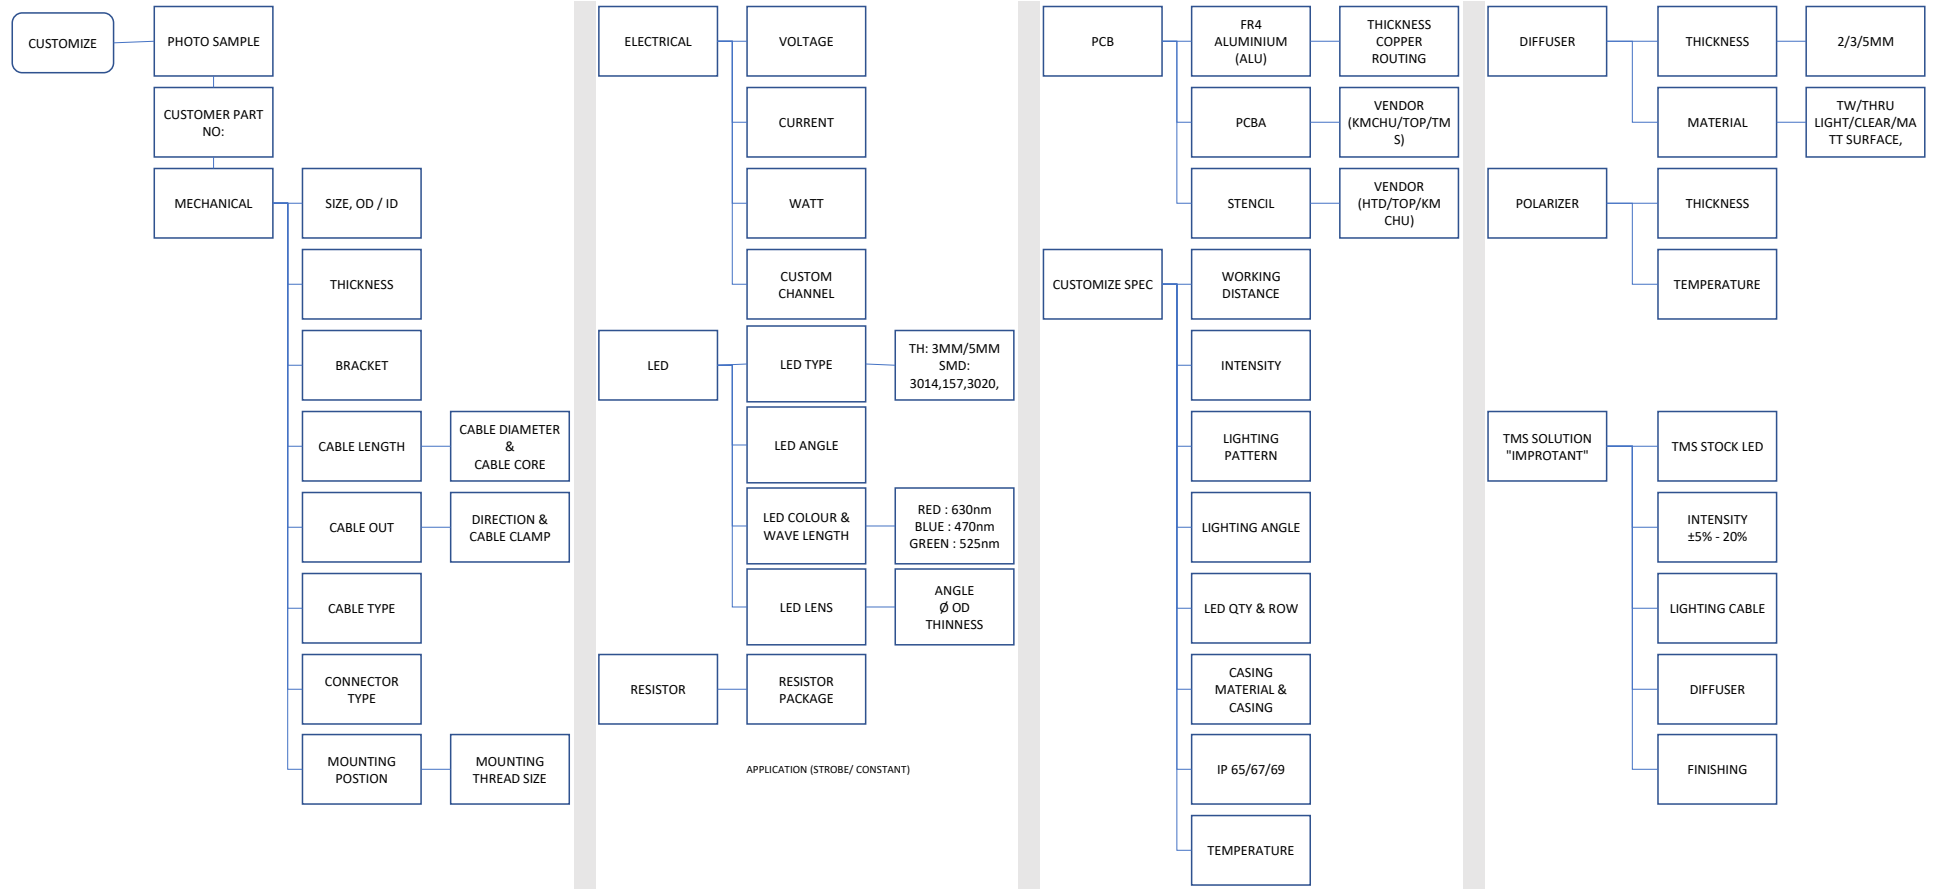 CUSTOMIZE
PHOTO SAMPLE
CUSTOMER PART
NO:
MECHANICAL
SIZE, OD / ID
THICKNESS
BRACKET
CABLE LENGTH
CABLE DIAMETER
&
CABLE CORE
CABLE OUT
DIRECTION &
CABLE CLAMP
CABLE TYPE
CONNECTOR
TYPE
MOUNTING
POSTION
MOUNTING
THREAD SIZE
ELECTRICAL
VOLTAGE
CURRENT
WATT
CUSTOM
CHANNEL
LED
LED TYPE
TH: 3MM/5MM
SMD:
3014,157,3020,
LED ANGLE
LED COLOUR &
WAVE LENGTH
RED : 630nm
BLUE : 470nm
GREEN : 525nm
LED LENS
ANGLE
Ø OD
THINNESS
RESISTOR
RESISTOR
PACKAGE
APPLICATION (STROBE/ CONSTANT)
PCB
FR4
ALUMINIUM
(ALU)
THICKNESS
COPPER
ROUTING
PCBA
VENDOR
(KMCHU/TOP/TM
S)
STENCIL
VENDOR
(HTD/TOP/KM
CHU)
CUSTOMIZE SPEC
WORKING
DISTANCE
INTENSITY
LIGHTING
PATTERN
LIGHTING ANGLE
LED QTY & ROW
CASING
MATERIAL &
CASING
IP 65/67/69
TEMPERATURE
DIFFUSER
THICKNESS
2/3/5MM
MATERIAL
TW/THRU
LIGHT/CLEAR/MA
TT SURFACE,
POLARIZER
THICKNESS
TEMPERATURE
TMS SOLUTION
"IMPROTANT"
TMS STOCK LED
INTENSITY
±5% - 20%
LIGHTING CABLE
DIFFUSER
FINISHING